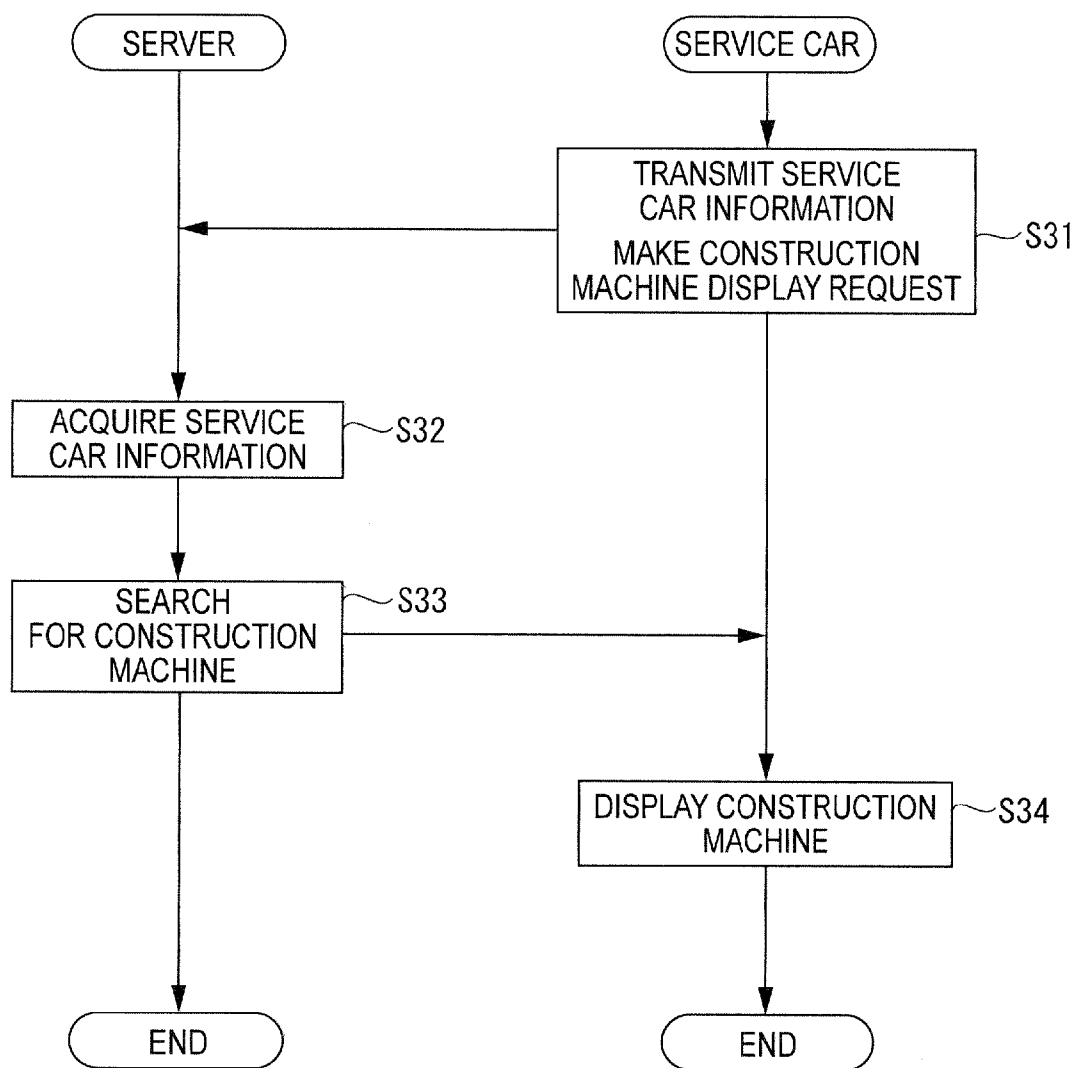 SERVER
SERVICE CAR
TRANSMIT SERVICE
CAR INFORMATION
MAKE CONSTRUCTION
MACHINE DISPLAY REQUEST
S31
ACQUIRE SERVICE
CAR INFORMATION
S32
SEARCH
FOR CONSTRUCTION
MACHINE
S33
DISPLAY CONSTRUCTION
MACHINE
S34
END
END